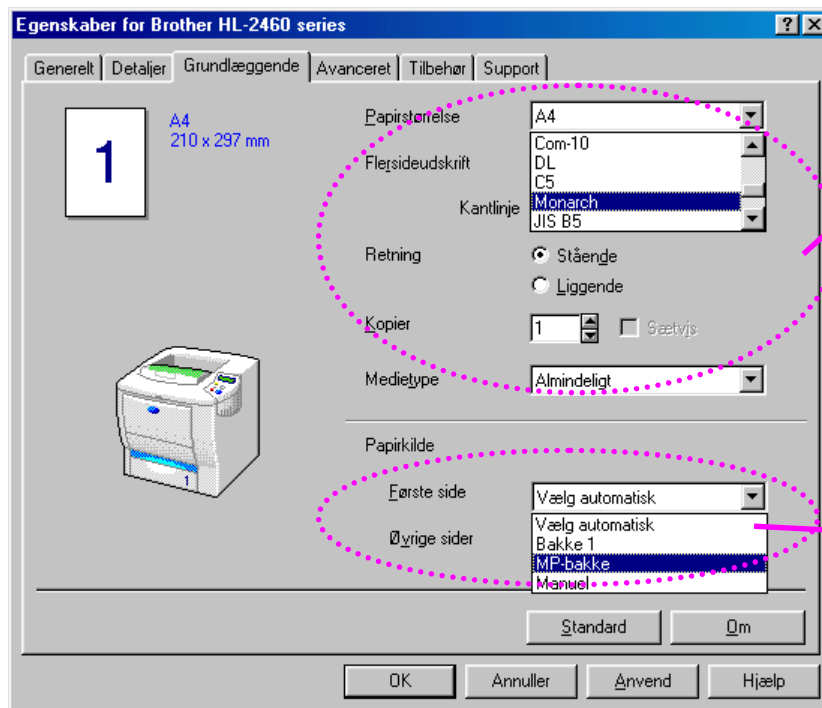 Egenskaber for Brother HL-2460 series
Generelt Detaljer Grundlæggende Avanceret Tilbehør Support
1
A4
210 x 297 mm
Papirstørrelse A4
Com-10
DL
C5
Monarch
JIS B5
Flersideudskrift
Kantlinje
Retning Stående
Liggende
Kopier 1 Sætvis
Medietype Almindeligt
1
Papirkilde
Første side Vælg automatisk
Vælg automatisk
Bakke 1
MP-bakke
Manuel
Øvrige sider
Standard Om
OK Annuller Anvend Hjælp